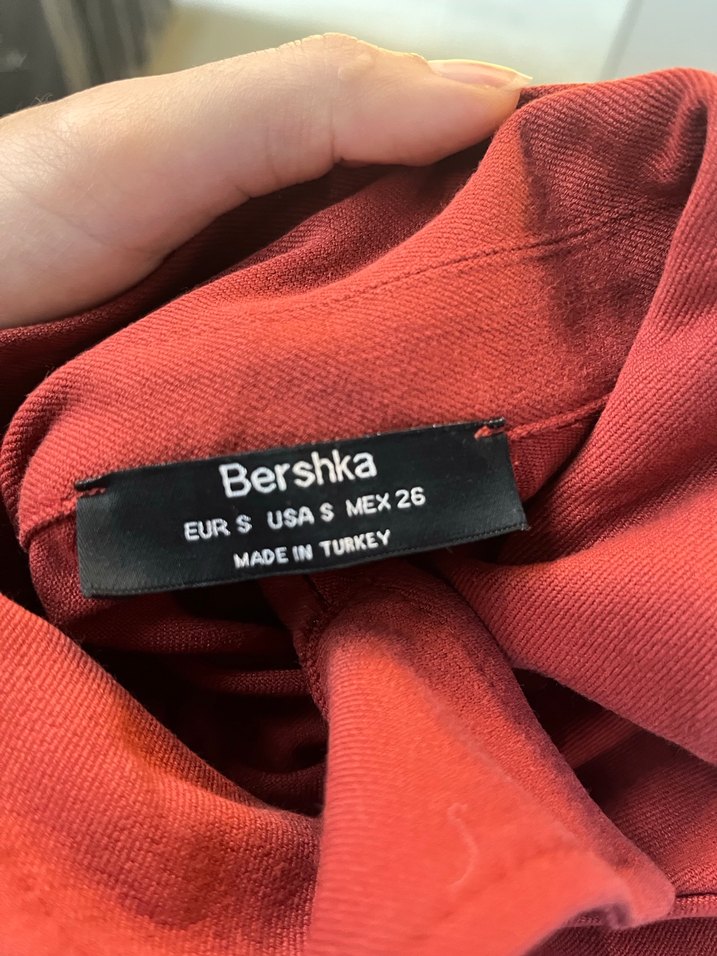 Bershka
EUR S USA S MEX 26
MADE IN TURKEY